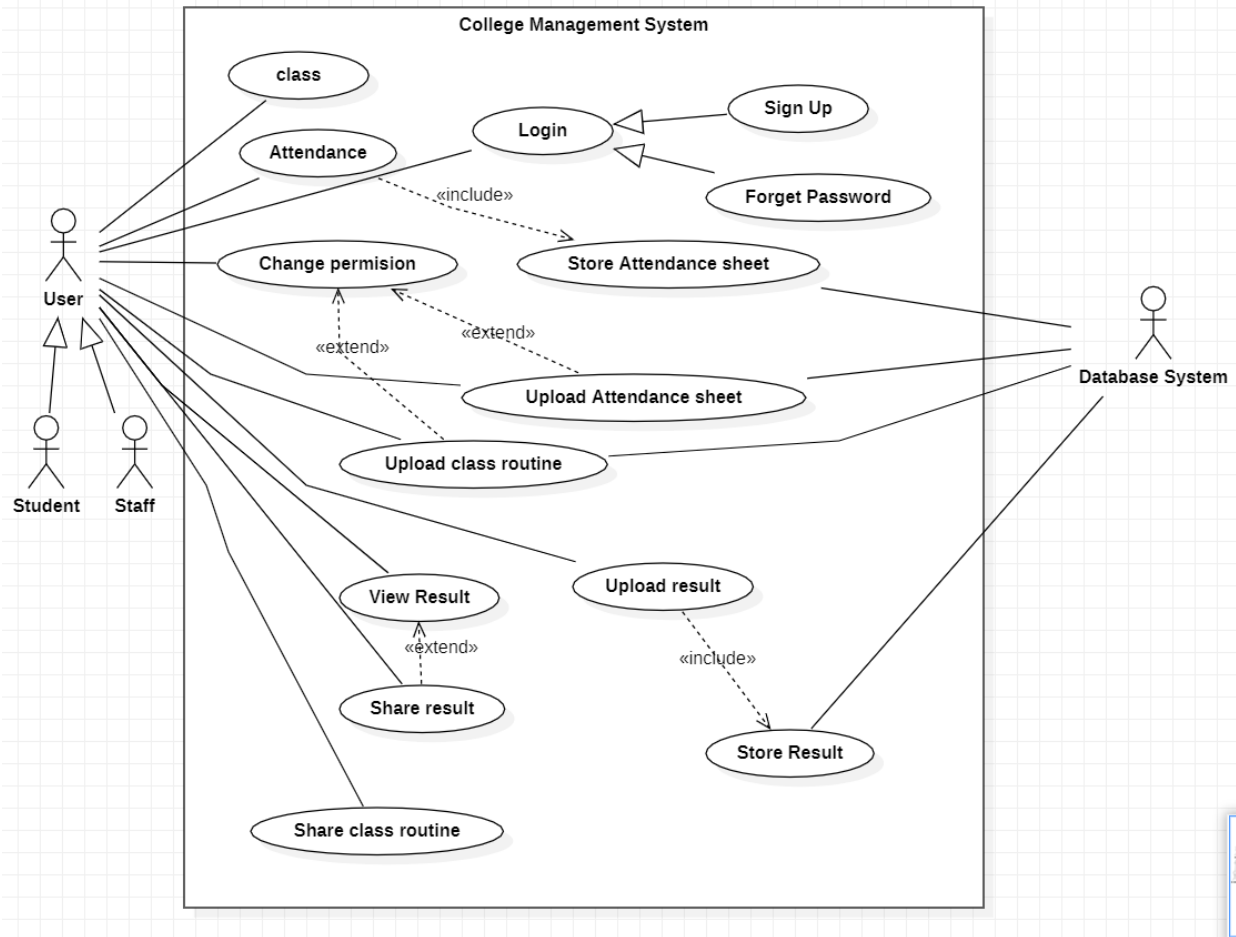 College Management System
class
Sign Up
Login
Attendance
Forget Password
«include»
Change permision
Store Attendance sheet
User
«extend»
«extend»
Database System
Upload Attendance sheet
Upload class routine
Student
Staff
Upload result
View Result
«extend»
«include»
Share result
Store Result
Share class routine